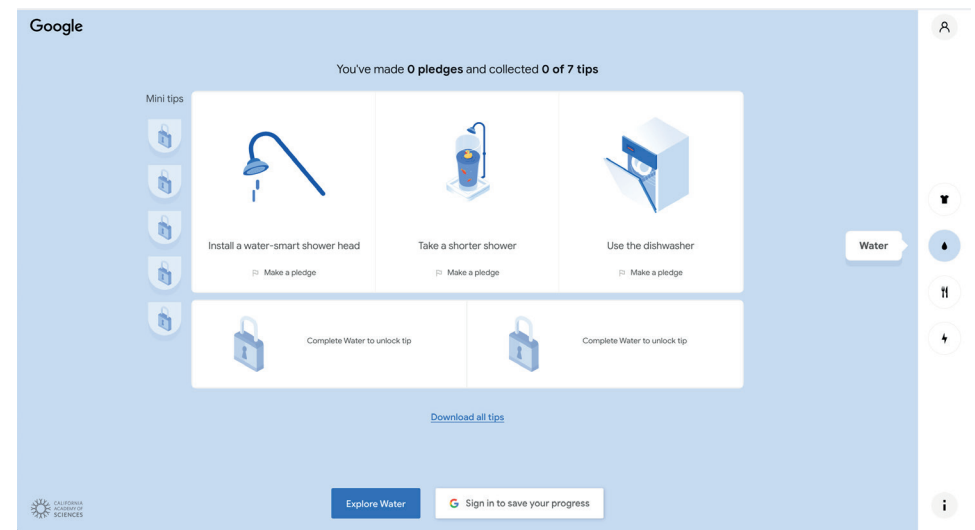 Google
You've made 0 pledges and collected 0 of 7 tips
Mini tips
Install a water-smart shower head
Make a pledge
Take a shorter shower
Make a pledge
Use the dishwasher
Make a pledge
Water
Complete Water to unlock tip
Complete Water to unlock tip
Download all tips
Explore Water
G Sign in to save your progress
CALIFORNIA
ACADEMY OF
SCIENCES
i